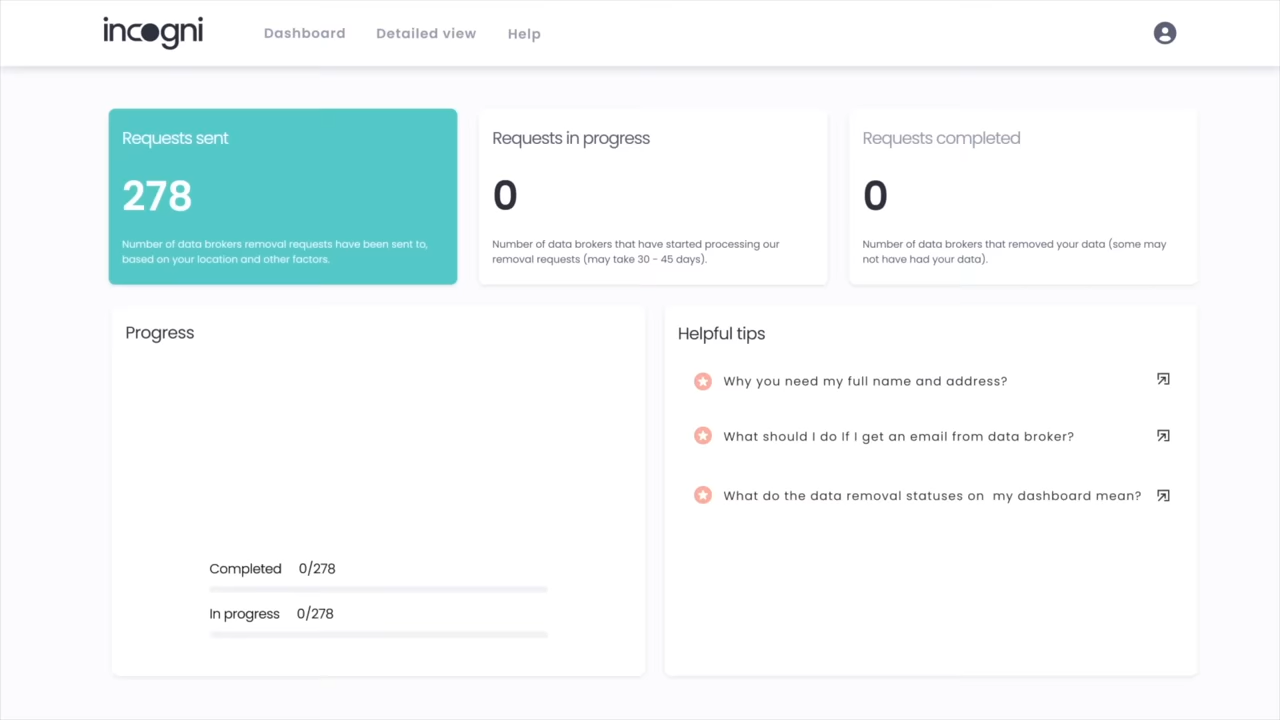 incogni
Dashboard
Detailed view
Help
Requests sent
278
Number of data brokers removal requests have been sent to,
based on your location and other factors.
Requests in progress
0
Number of data brokers that have started processing our
removal requests (may take 30 - 45 days).
Requests completed
0
Number of data brokers that removed your data (some may
not have had your data).
Progress
Completed 0/278
In progress 0/278
Helpful tips
Why you need my full name and address?
What should I do If I get an email from data broker?
What do the data removal statuses on my dashboard mean?